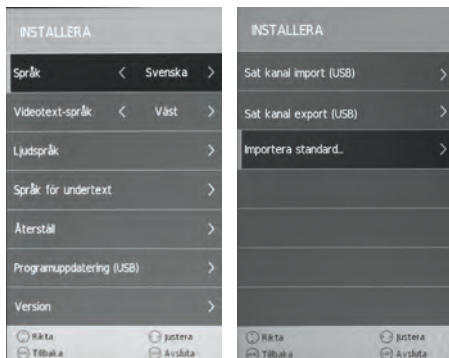 INSTALLERA
Språk < Svenska >
Videotext-språk < Väst >
Ljudspråk >
Språk för undertext >
Återställ >
Programuppdatering (USB) >
Version >
Rikta Justera
Tillbaka Avsluta
INSTALLERA
Sat kanal import (USB) >
Sat kanal export (USB) >
Importera standard... >
Rikta Justera
Tillbaka Avsluta